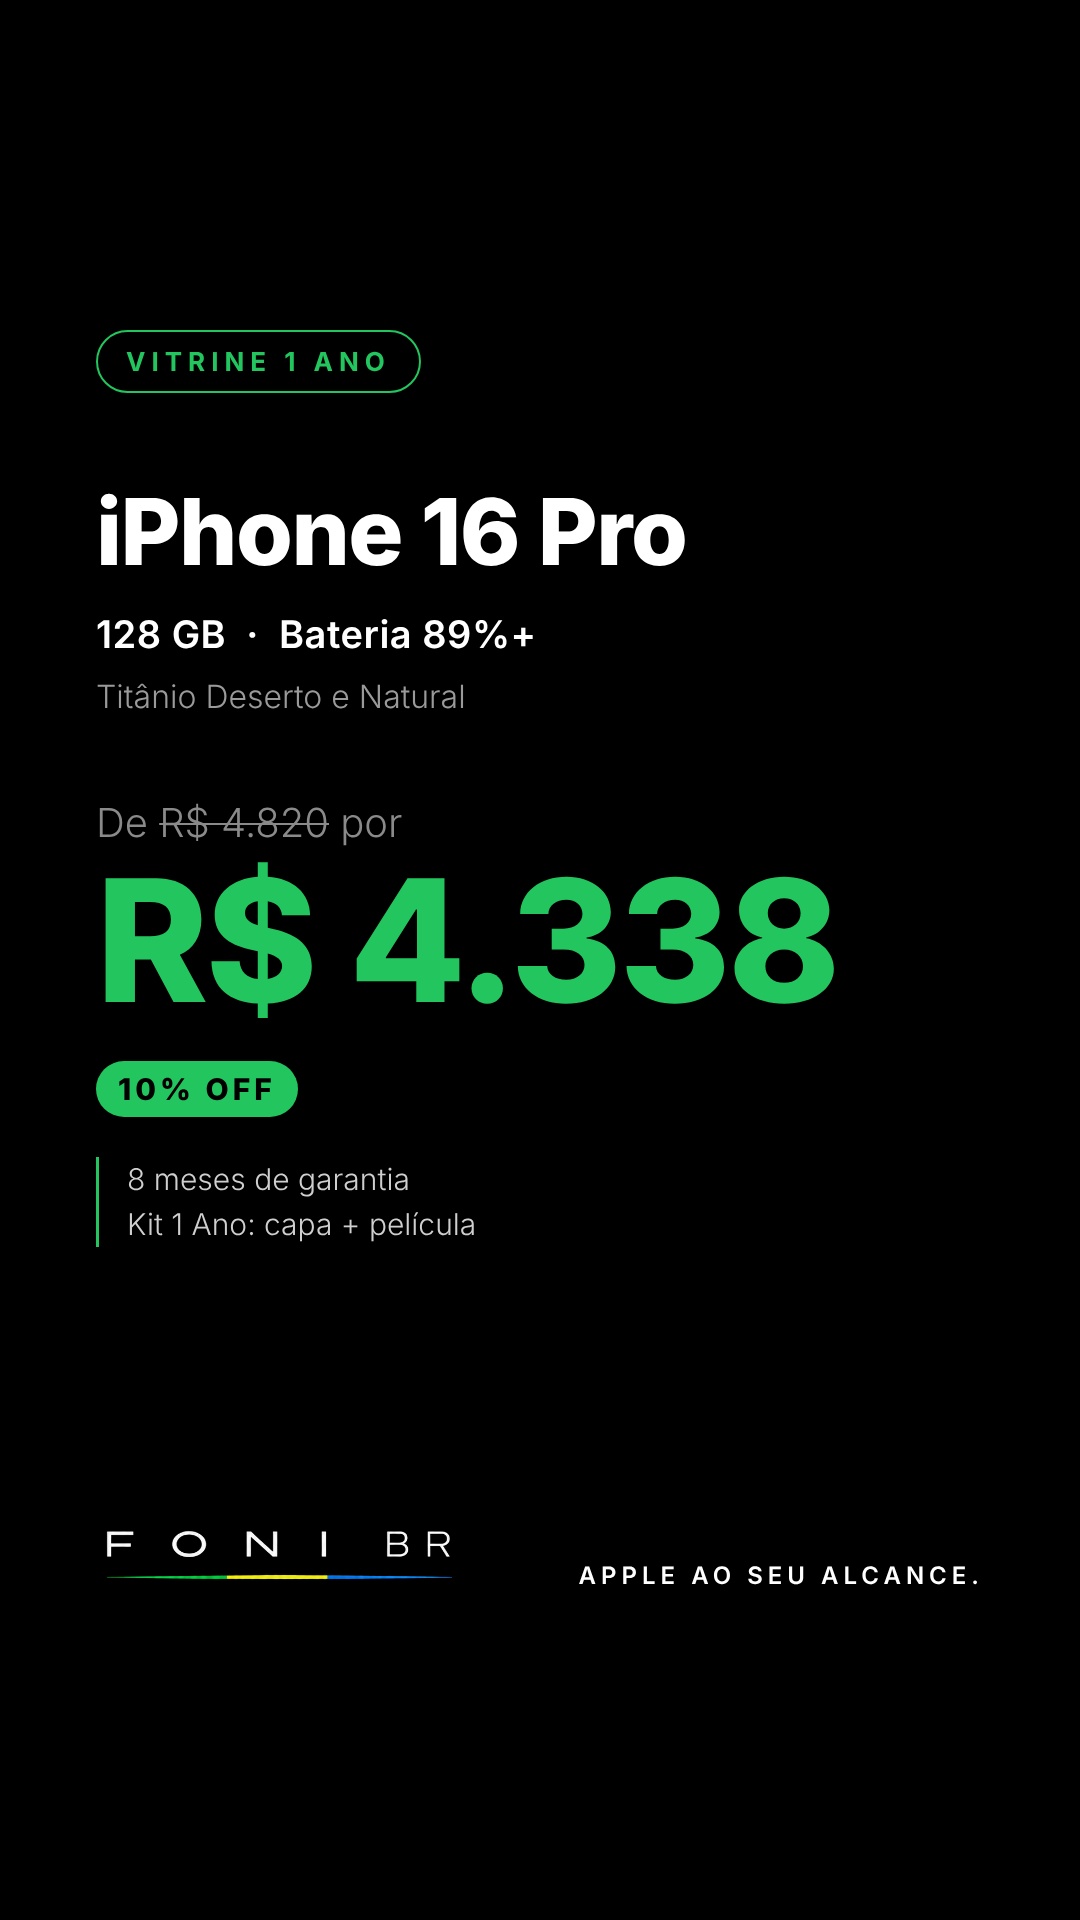 VITRINE 1 ANO
iPhone 16 Pro
128 GB · Bateria 89%+
Titânio Deserto e Natural
De R$ 4.820 por
R$ 4.338
10% OFF
8 meses de garantia
Kit 1 Ano: capa + película
FONI BR
APPLE AO SEU ALCANCE.